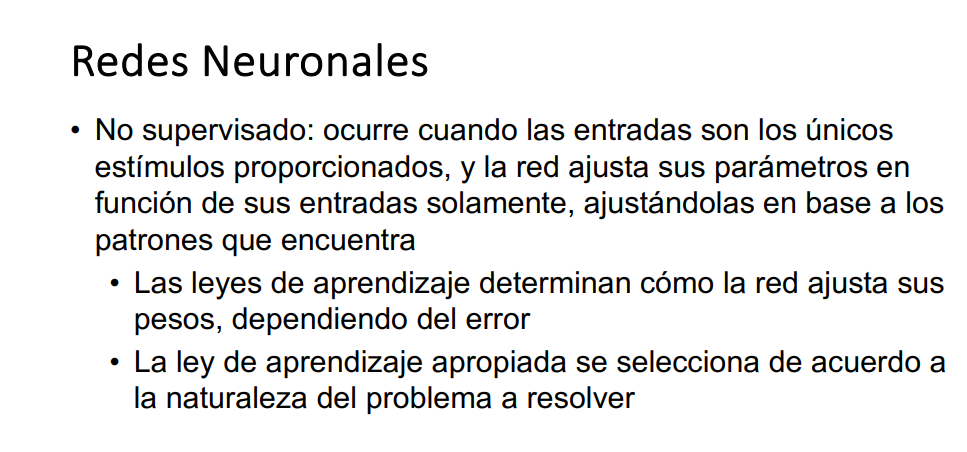 Redes Neuronales
• No supervisado: ocurre cuando las entradas son los únicos
estímulos proporcionados, y la red ajusta sus parámetros en
función de sus entradas solamente, ajustándolas en base a los
patrones que encuentra
• Las leyes de aprendizaje determinan cómo la red ajusta sus
pesos, dependiendo del error
• La ley de aprendizaje apropiada se selecciona de acuerdo a
la naturaleza del problema a resolver